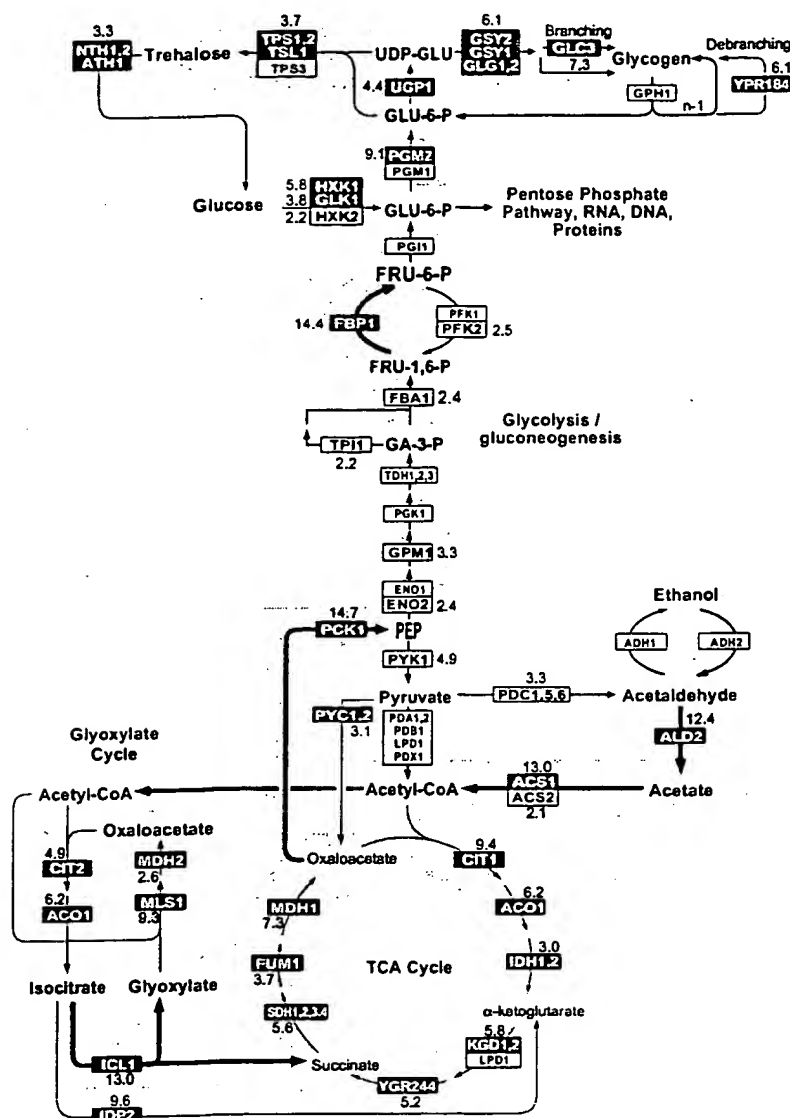 3.3
NTH1,2
ATH1
Trehalose
3.7
TPS1,2
TSL1
TPS3
UDP-GLU
6.1
GSY2
GSY1
GLG1,2
Branching
GLC3
7.3
Glycogen
Debranching
6.1
YPR184
GPH1
n-1
4.4
UGP1
GLU-6-P
9.1
PGM2
PGM1
Glucose
5.8
HXK1
3.8
GLK1
2.2
HXK2
GLU-6-P
Pentose Phosphate
Pathway, RNA, DNA,
Proteins
PGI1
FRU-6-P
14.4
FBP1
PFK1
PFK2
2.5
FRU-1,6-P
FBA1
2.4
Glycolysis /
gluconeogenesis
TPI1
2.2
GA-3-P
TDH1,2,3
PGK1
GPM1
3.3
ENO1
ENO2
2.4
14.7
PCK1
PEP
PYK1
4.9
Ethanol
ADH1
ADH2
Pyruvate
3.3
PDC1,5,6
Acetaldehyde
PYC1,2
3.1
PDA1,2
PDB1
LPD1
PDX1
12.4
ALD2
Glyoxylate
Cycle
Acetyl-CoA
Acetyl-CoA
13.0
ACS1
ACS2
2.1
Acetate
Oxaloacetate
4.9
CIT2
MDH2
2.6
6.2
ACO1
MLS1
9.3
Oxaloacetate
9.4
CIT1
MDH1
7.3
6.2
ACO1
FUM1
3.7
TCA Cycle
3.0
IDH1,2
Isocitrate
Glyoxylate
SDH1,2,3,4
5.6
α-ketoglutarate
5.8
KGD1,2
LPD1
ICL1
13.0
Succinate
YGR244
5.2
9.6
IDP2